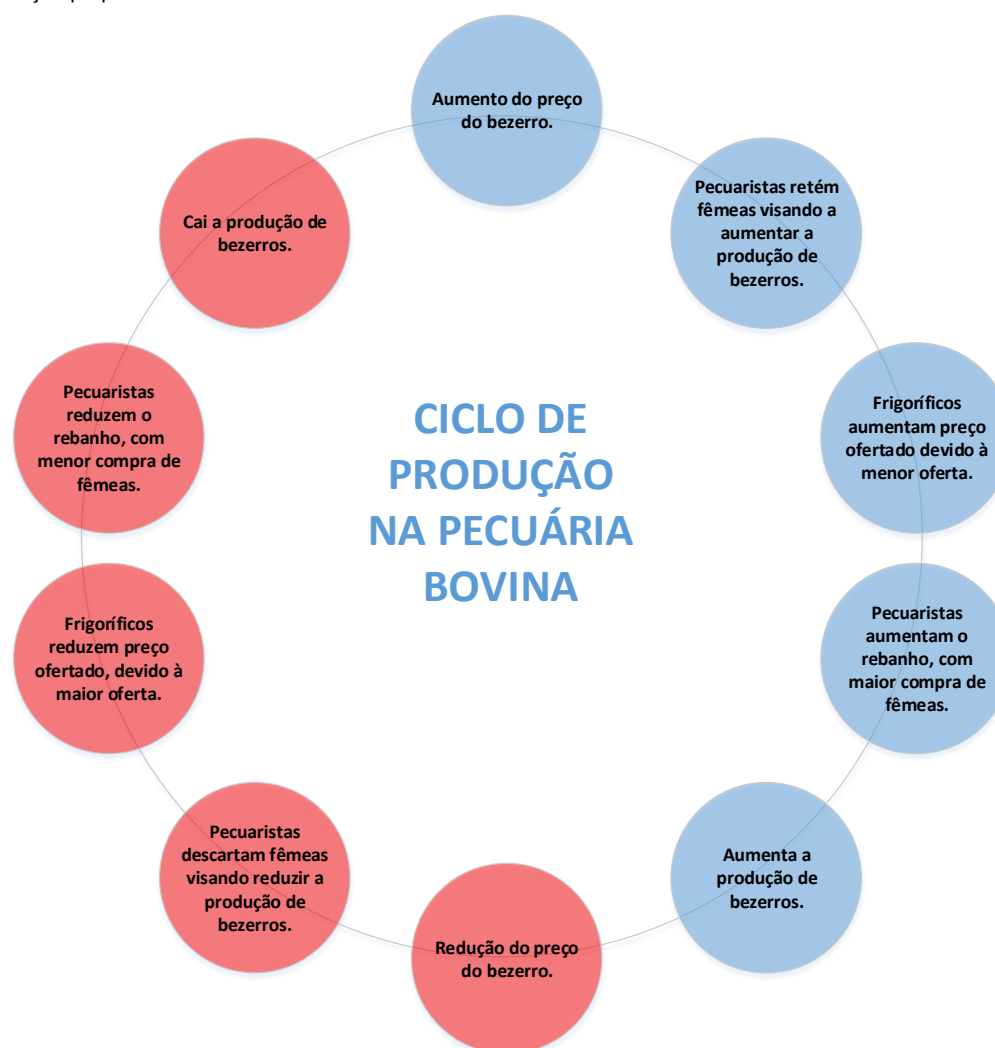 Aumento do preço
do bezerro.
Pecuaristas retém
fêmeas visando a
aumentar a
produção de
bezerros.
Frigoríficos
aumentam preço
ofertado devido à
menor oferta.
Pecuaristas
aumentam o
rebanho, com
maior compra de
fêmeas.
Aumenta a
produção de
bezerros.
Redução do preço
do bezerro.
Pecuaristas
descartam fêmeas
visando reduzir a
produção de
bezerros.
Frigoríficos
reduzem preço
ofertado, devido à
maior oferta.
Pecuaristas
reduzem o
rebanho, com
menor compra de
fêmeas.
Cai a produção de
bezerros.
CICLO DE
PRODUÇÃO
NA PECUÁRIA
BOVINA